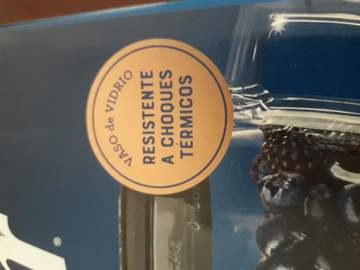 VASO de VIDRIO
RESISTENTE
A CHOQUES
TÉRMICOS
®